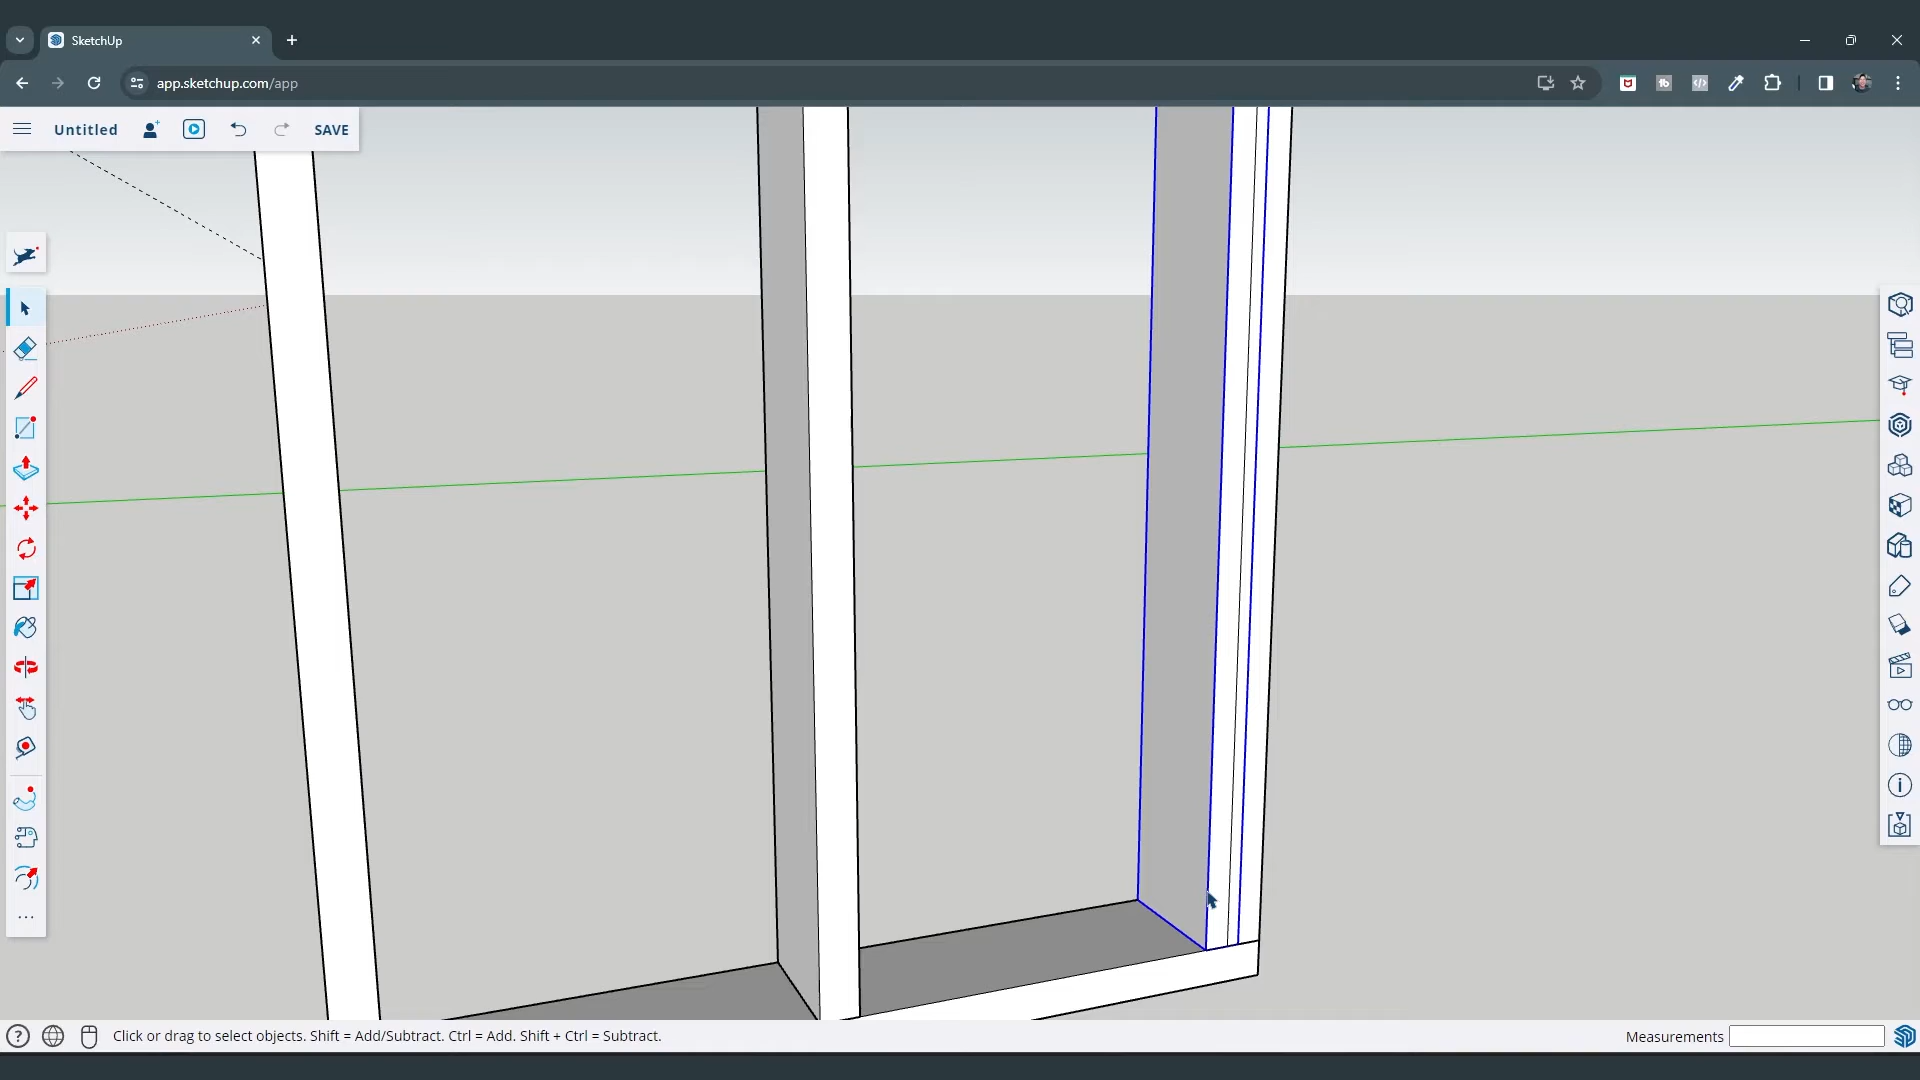 SketchUp
app.sketchup.com/app
Untitled
SAVE
Click or drag to select objects. Shift = Add/Subtract. Ctrl = Add. Shift + Ctrl = Subtract.
Measurements